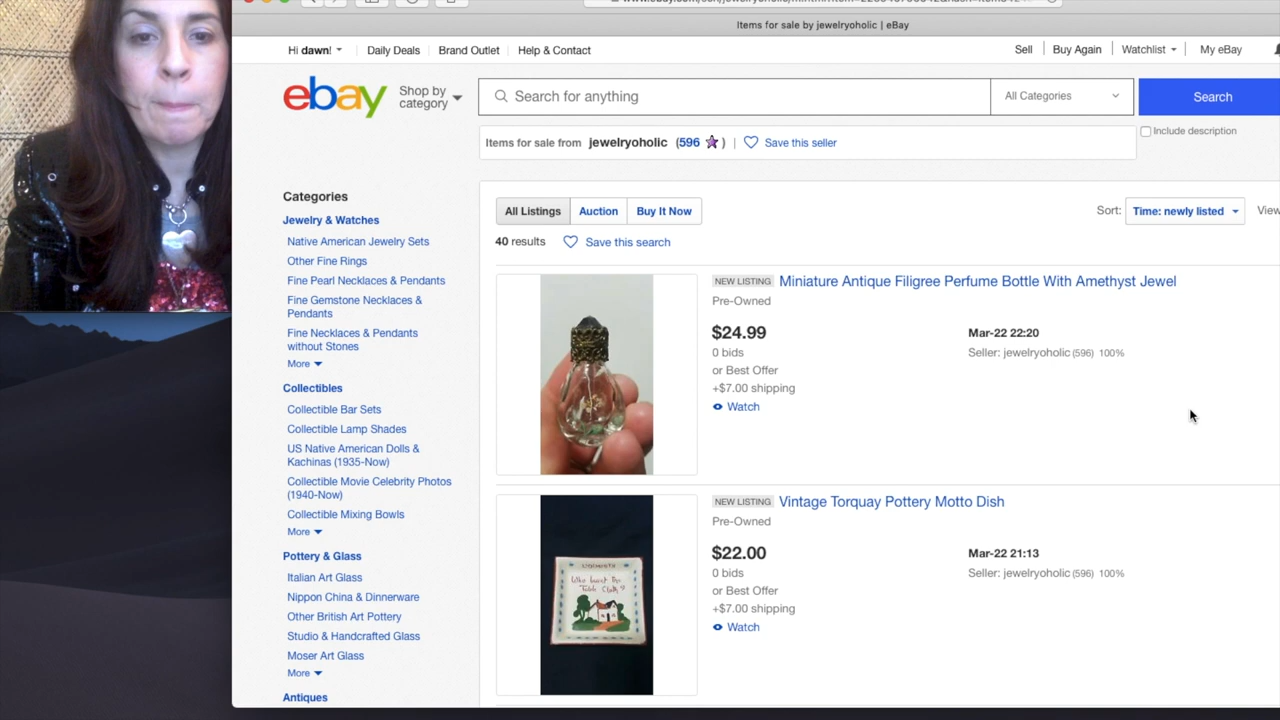 Items for sale by jewelryoholic | eBay
Hi dawn! Daily Deals Brand Outlet Help & Contact Sell Buy Again Watchlist My eBay
ebay Shop by category Search for anything All Categories Search
Include description
Items for sale from jewelryoholic (596 ) | Save this seller
Categories
Jewelry & Watches
Native American Jewelry Sets
Other Fine Rings
Fine Pearl Necklaces & Pendants
Fine Gemstone Necklaces &
Pendants
Fine Necklaces & Pendants
without Stones
More
Collectibles
Collectible Bar Sets
Collectible Lamp Shades
US Native American Dolls &
Kachinas (1935-Now)
Collectible Movie Celebrity Photos
(1940-Now)
Collectible Mixing Bowls
More
Pottery & Glass
Italian Art Glass
Nippon China & Dinnerware
Other British Art Pottery
Studio & Handcrafted Glass
Moser Art Glass
More
Antiques
All Listings Auction Buy It Now Sort: Time: newly listed View
40 results Save this search
NEW LISTING Miniature Antique Filigree Perfume Bottle With Amethyst Jewel
Pre-Owned
$24.99 Mar-22 22:20
0 bids Seller: jewelryoholic (596) 100%
or Best Offer
+$7.00 shipping
Watch
NEW LISTING Vintage Torquay Pottery Motto Dish
Pre-Owned
$22.00 Mar-22 21:13
0 bids Seller: jewelryoholic (596) 100%
or Best Offer
+$7.00 shipping
Watch